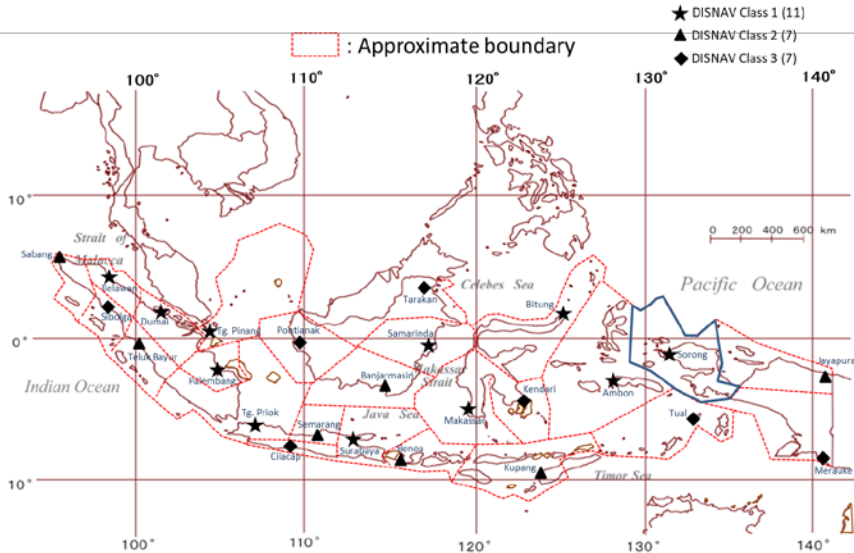 DISNAV Class 1 (11)
DISNAV Class 2 (7)
: Approximate boundary
DISNAV Class 3 (7)
100° 110° 120° 130° 140°
10°
0 200 400 600 km
Strait of
Malacca
Sabang
Belawan
Celebes Sea
Pacific Ocean
Tarakan
Sibolga
Dumai
Bitung
Tg. Pinang
Pontianak
Samarinda
0°
Sorong
Teluk Bayur
Jayapura
Indian Ocean
Palembang
Banjarmasin
Makassar
Strait
Kendari
Ambon
Tg. Priok
Java Sea
Semarang
Makassar
Tual
Cilacap
Surabaya
Benoa
Kupang
Timor Sea
Merauke
10°
100° 110° 120° 130° 140°